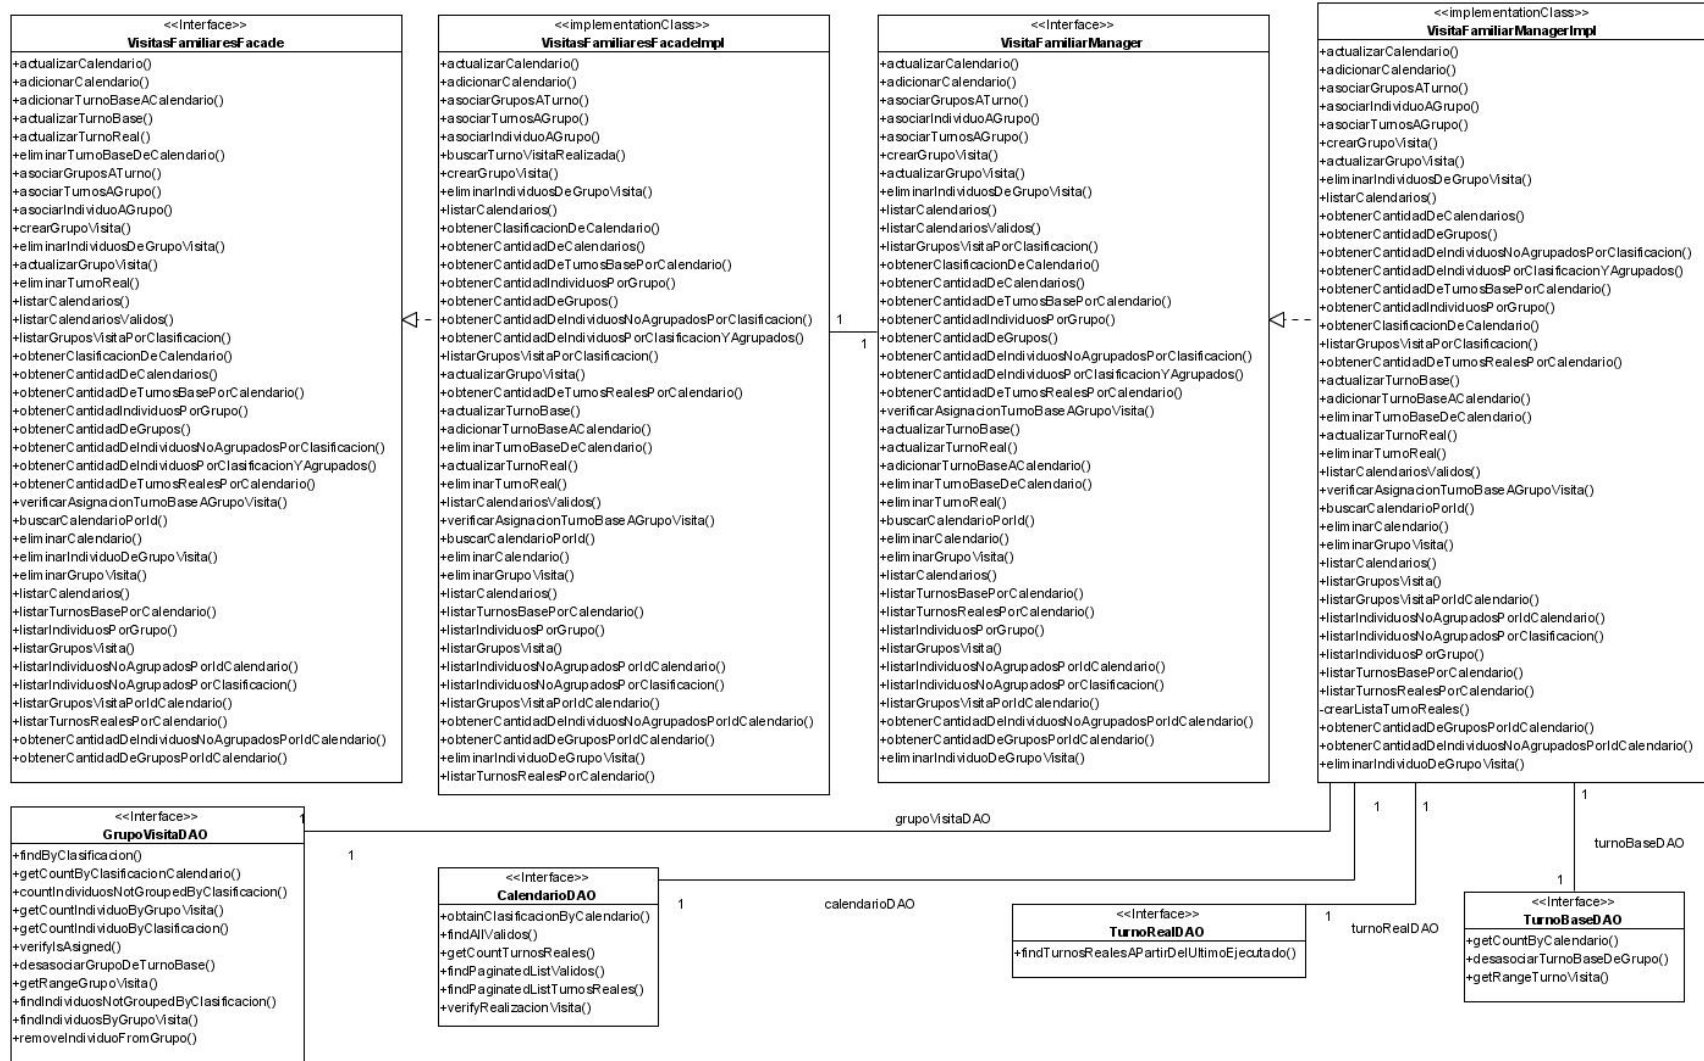 <<Interface>>
VisitasFamiliaresFacade
+actualizarCalendario()
+adicionarCalendario()
+adicionarTurnoBaseACalendario()
+actualizarTurnoBase()
+actualizarTurnoReal()
+eliminarTurnoBaseDeCalendario()
+asociarGruposATurno()
+asociarTurnosAGrupo()
+asociarIndividuoAGrupo()
+crearGrupoVisita()
+eliminarIndividuosDeGrupoVisita()
+actualizarGrupoVisita()
+eliminarTurnoReal()
+listarCalendarios()
+listarCalendariosValidos()
+listarGruposVisitaPorClasificacion()
+obtenerClasificacionDeCalendario()
+obtenerCantidadDeCalendarios()
+obtenerCantidadDeTurnosBasePorCalendario()
+obtenerCantidadIndividuosPorGrupo()
+obtenerCantidadDeGrupos()
+obtenerCantidadDeIndividuosNoAgrupadosPorClasificacion()
+obtenerCantidadDeIndividuosPorClasificacionYAgrupados()
+obtenerCantidadDeTurnosRealesPorCalendario()
+verificarAsignacionTurnoBaseAGrupoVisita()
+buscarCalendarioPorId()
+eliminarCalendario()
+eliminarIndividuoDeGrupoVisita()
+eliminarGrupoVisita()
+listarCalendarios()
+listarTurnosBasePorCalendario()
+listarIndividuosPorGrupo()
+listarGruposVisita()
+listarIndividuosNoAgrupadosPorIdCalendario()
+listarIndividuosNoAgrupadosPorClasificacion()
+listarGruposVisitaPorIdCalendario()
+listarTurnosRealesPorCalendario()
+obtenerCantidadDeIndividuosNoAgrupadosPorIdCalendario()
+obtenerCantidadDeGruposPorIdCalendario()
<<implementationClass>>
VisitasFamiliaresFacadeImpl
+actualizarCalendario()
+adicionarCalendario()
+asociarGruposATurno()
+asociarTurnosAGrupo()
+asociarIndividuoAGrupo()
+buscarTurnoVisitaRealizada()
+crearGrupoVisita()
+eliminarIndividuosDeGrupoVisita()
+listarCalendarios()
+obtenerClasificacionDeCalendario()
+obtenerCantidadDeCalendarios()
+obtenerCantidadDeTurnosBasePorCalendario()
+obtenerCantidadIndividuosPorGrupo()
+obtenerCantidadDeGrupos()
+obtenerCantidadDeIndividuosNoAgrupadosPorClasificacion()
+obtenerCantidadDeIndividuosPorClasificacionYAgrupados()
+listarGruposVisitaPorClasificacion()
+actualizarGrupoVisita()
+obtenerCantidadDeTurnosRealesPorCalendario()
+actualizarTurnoBase()
+adicionarTurnoBaseACalendario()
+eliminarTurnoBaseDeCalendario()
+actualizarTurnoReal()
+eliminarTurnoReal()
+listarCalendariosValidos()
+verificarAsignacionTurnoBaseAGrupoVisita()
+buscarCalendarioPorId()
+eliminarCalendario()
+eliminarGrupoVisita()
+listarCalendarios()
+listarTurnosBasePorCalendario()
+listarIndividuosPorGrupo()
+listarGruposVisita()
+listarIndividuosNoAgrupadosPorIdCalendario()
+listarIndividuosNoAgrupadosPorClasificacion()
+listarGruposVisitaPorIdCalendario()
+obtenerCantidadDeIndividuosNoAgrupadosPorIdCalendario()
+obtenerCantidadDeGruposPorIdCalendario()
+eliminarIndividuoDeGrupoVisita()
+listarTurnosRealesPorCalendario()
1
1
<<Interface>>
VisitaFamiliarManager
+actualizarCalendario()
+adicionarCalendario()
+asociarGruposATurno()
+asociarIndividuoAGrupo()
+asociarTurnosAGrupo()
+crearGrupoVisita()
+actualizarGrupoVisita()
+eliminarIndividuosDeGrupoVisita()
+listarCalendarios()
+listarCalendariosValidos()
+listarGruposVisitaPorClasificacion()
+obtenerClasificacionDeCalendario()
+obtenerCantidadDeCalendarios()
+obtenerCantidadDeTurnosBasePorCalendario()
+obtenerCantidadIndividuosPorGrupo()
+obtenerCantidadDeGrupos()
+obtenerCantidadDeIndividuosNoAgrupadosPorClasificacion()
+obtenerCantidadDeIndividuosPorClasificacionYAgrupados()
+obtenerCantidadDeTurnosRealesPorCalendario()
+verificarAsignacionTurnoBaseAGrupoVisita()
+actualizarTurnoBase()
+actualizarTurnoReal()
+adicionarTurnoBaseACalendario()
+eliminarTurnoBaseDeCalendario()
+eliminarTurnoReal()
+buscarCalendarioPorId()
+eliminarCalendario()
+eliminarGrupoVisita()
+listarCalendarios()
+listarTurnosBasePorCalendario()
+listarTurnosRealesPorCalendario()
+listarIndividuosPorGrupo()
+listarGruposVisita()
+listarIndividuosNoAgrupadosPorIdCalendario()
+listarIndividuosNoAgrupadosPorClasificacion()
+listarGruposVisitaPorIdCalendario()
+obtenerCantidadDeIndividuosNoAgrupadosPorIdCalendario()
+obtenerCantidadDeGruposPorIdCalendario()
+eliminarIndividuoDeGrupoVisita()
<<implementationClass>>
VisitaFamiliarManagerImpl
+actualizarCalendario()
+adicionarCalendario()
+asociarGruposATurno()
+asociarIndividuoAGrupo()
+asociarTurnosAGrupo()
+crearGrupoVisita()
+actualizarGrupoVisita()
+eliminarIndividuosDeGrupoVisita()
+listarCalendarios()
+obtenerCantidadDeCalendarios()
+obtenerCantidadDeGrupos()
+obtenerCantidadDeIndividuosNoAgrupadosPorClasificacion()
+obtenerCantidadDeIndividuosPorClasificacionYAgrupados()
+obtenerCantidadDeTurnosBasePorCalendario()
+obtenerCantidadIndividuosPorGrupo()
+obtenerClasificacionDeCalendario()
+listarGruposVisitaPorClasificacion()
+obtenerCantidadDeTurnosRealesPorCalendario()
+actualizarTurnoBase()
+adicionarTurnoBaseACalendario()
+eliminarTurnoBaseDeCalendario()
+actualizarTurnoReal()
+eliminarTurnoReal()
+listarCalendariosValidos()
+verificarAsignacionTurnoBaseAGrupoVisita()
+buscarCalendarioPorId()
+eliminarCalendario()
+eliminarGrupoVisita()
+listarCalendarios()
+listarGruposVisita()
+listarGruposVisitaPorIdCalendario()
+listarIndividuosNoAgrupadosPorIdCalendario()
+listarIndividuosNoAgrupadosPorClasificacion()
+listarIndividuosPorGrupo()
+listarTurnosBasePorCalendario()
+listarTurnosRealesPorCalendario()
-crearListaTurnoReales()
+obtenerCantidadDeGruposPorIdCalendario()
+obtenerCantidadDeIndividuosNoAgrupadosPorIdCalendario()
+eliminarIndividuoDeGrupoVisita()
<<Interface>>
GrupoVisitaDAO
+findByClasificacion()
+getCountByClasificacionCalendario()
+countIndividuosNotGroupedByClasificacion()
+getCountIndividuoByGrupoVisita()
+getCountIndividuoByClasificacion()
+verifyIsAsigned()
+desasociarGrupoDeTurnoBase()
+getRangeGrupoVisita()
+findIndividuosNotGroupedByClasificacion()
+findIndividuosByGrupoVisita()
+removeIndividuoFromGrupo()
1
1
grupoVisitaDAO
<<Interface>>
CalendarioDAO
+obtainClasificacionByCalendario()
+findAllValidos()
+getCountTurnosReales()
+findPaginatedListValidos()
+findPaginatedListTurnosReales()
+verifyRealizacionVisita()
1
calendarioDAO
1
<<Interface>>
TurnoRealDAO
+findTurnosRealesAPartirDelUltimoEjecutado()
1
turnoRealDAO
1
1
turnoBaseDAO
1
<<Interface>>
TurnoBaseDAO
+getCountByCalendario()
+desasociarTurnoBaseDeGrupo()
+getRangeTurnoVisita()